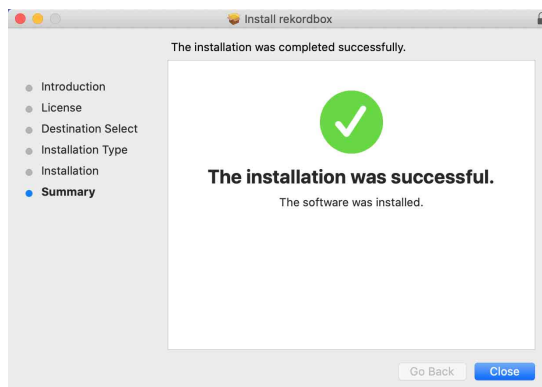 Install rekordbox
The installation was completed successfully.
Introduction
License
Destination Select
Installation Type
Installation
Summary
The installation was successful.
The software was installed.
Go Back
Close